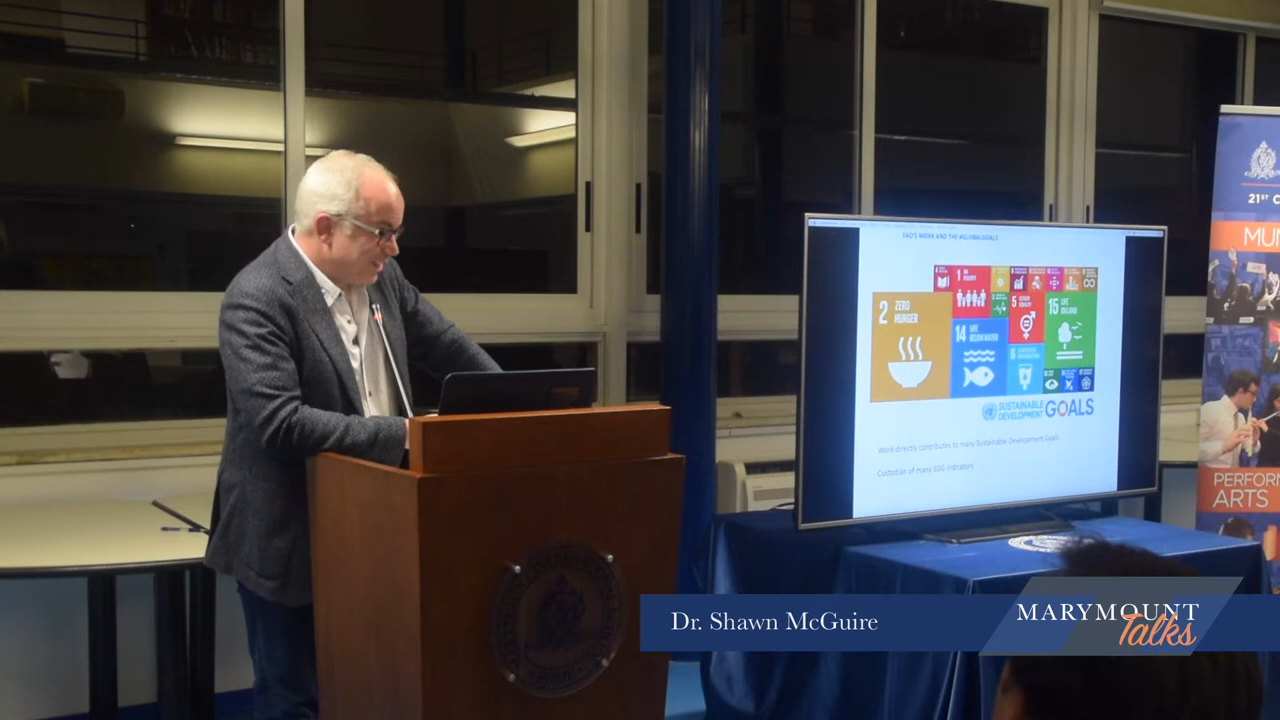 FAO'S WORK AND THE #GLOBALGOALS
1 NO
POVERTY
2 ZERO
HUNGER
5 GENDER
EQUALITY
15 LIFE
ON LAND
14 LIFE
BELOW WATER
6
SUSTAINABLE
DEVELOPMENT
GOALS
Work directly contributes to many Sustainable Development Goals
Custodian of many SDG indicators
21ST C
MUN
PERFORM
ARTS
Dr. Shawn McGuire
MARYMOUNT
Talks